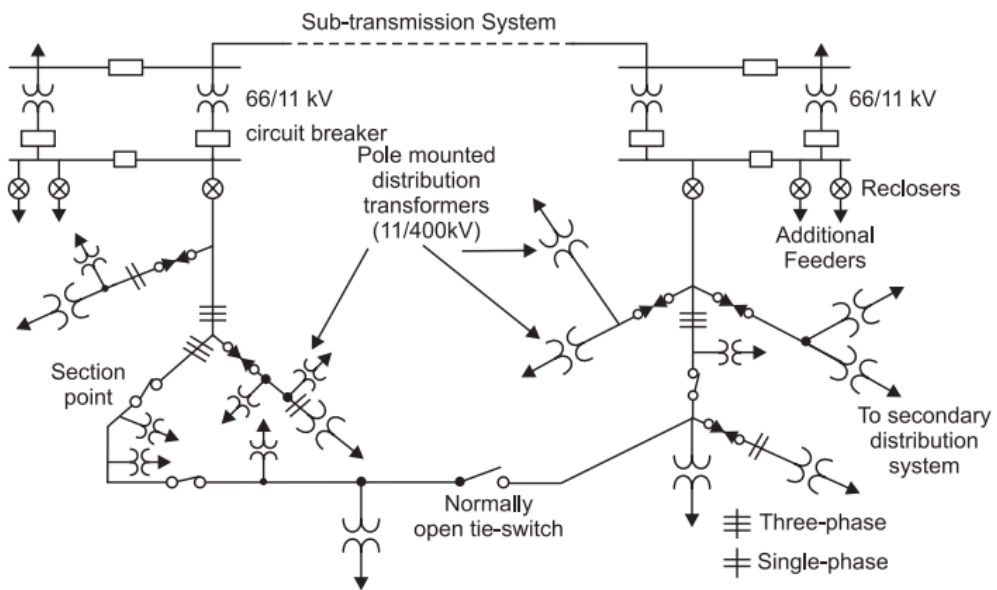 Sub-transmission System
66/11 kV
66/11 kV
circuit breaker
Pole mounted
distribution
transformers
(11/400kV)
Reclosers
Additional
Feeders
Section
point
To secondary
distribution
system
Normally
open tie-switch
Three-phase
Single-phase